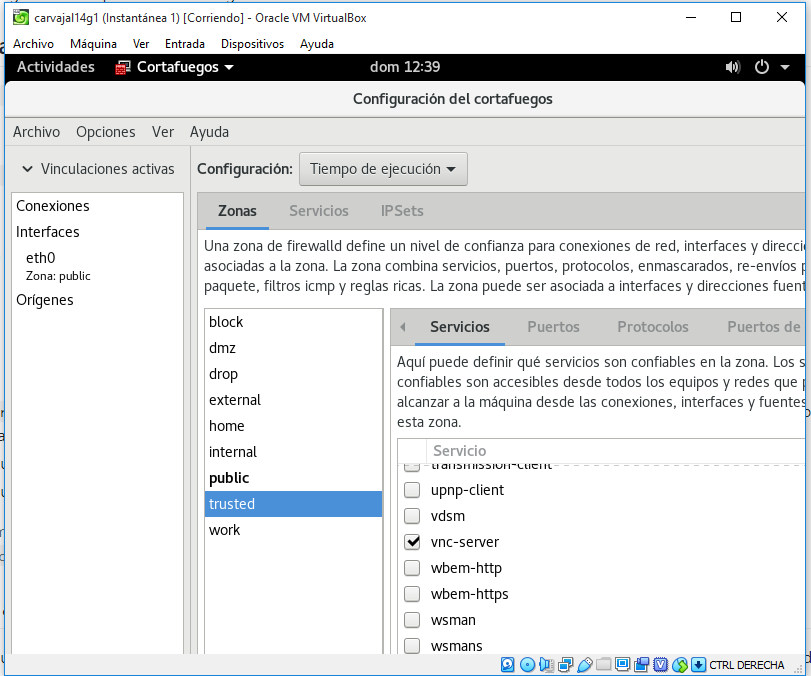 carvajal14g1 (Instantánea 1) [Corriendo] - Oracle VM VirtualBox
Archivo Máquina Ver Entrada Dispositivos Ayuda
Actividades Cortafuegos dom 12:39
Configuración del cortafuegos
Archivo Opciones Ver Ayuda
Vinculaciones activas
Conexiones
Interfaces
eth0
Zona: public
Orígenes
Configuración: Tiempo de ejecución
Zonas Servicios IPSets
Una zona de firewalld define un nivel de confianza para conexiones de red, interfaces y direcci
asociadas a la zona. La zona combina servicios, puertos, protocolos, enmascarados, re-envíos p
paquete, filtros icmp y reglas ricas. La zona puede ser asociada a interfaces y direcciones fuent
block
dmz
drop
external
home
internal
public
trusted
work
Servicios Puertos Protocolos Puertos de
Aquí puede definir qué servicios son confiables en la zona. Los s
confiables son accesibles desde todos los equipos y redes que p
alcanzar a la máquina desde las conexiones, interfaces y fuentes
esta zona.
Servicio
transmission-client
upnp-client
vdsm
vnc-server
wbem-http
wbem-https
wsman
wsmans
CTRL DERECHA